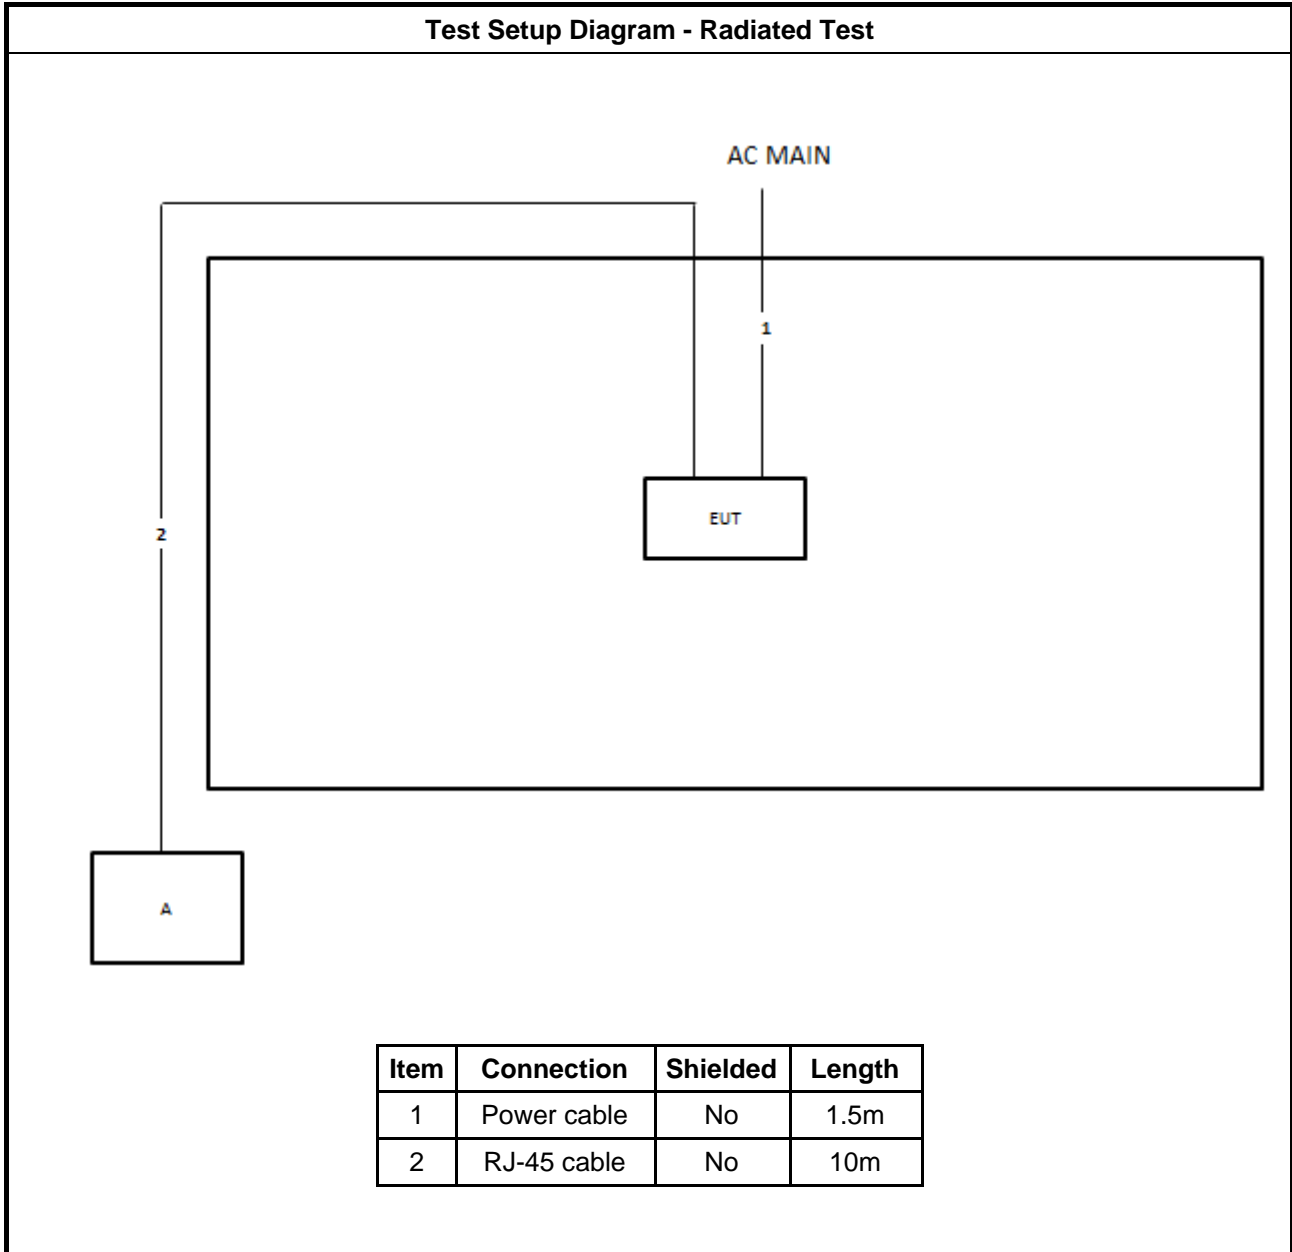 Test Setup Diagram - Radiated Test
AC MAIN
1
EUT
2
A
Item Connection Shielded Length
1 Power cable No 1.5m
2 RJ-45 cable No 10m